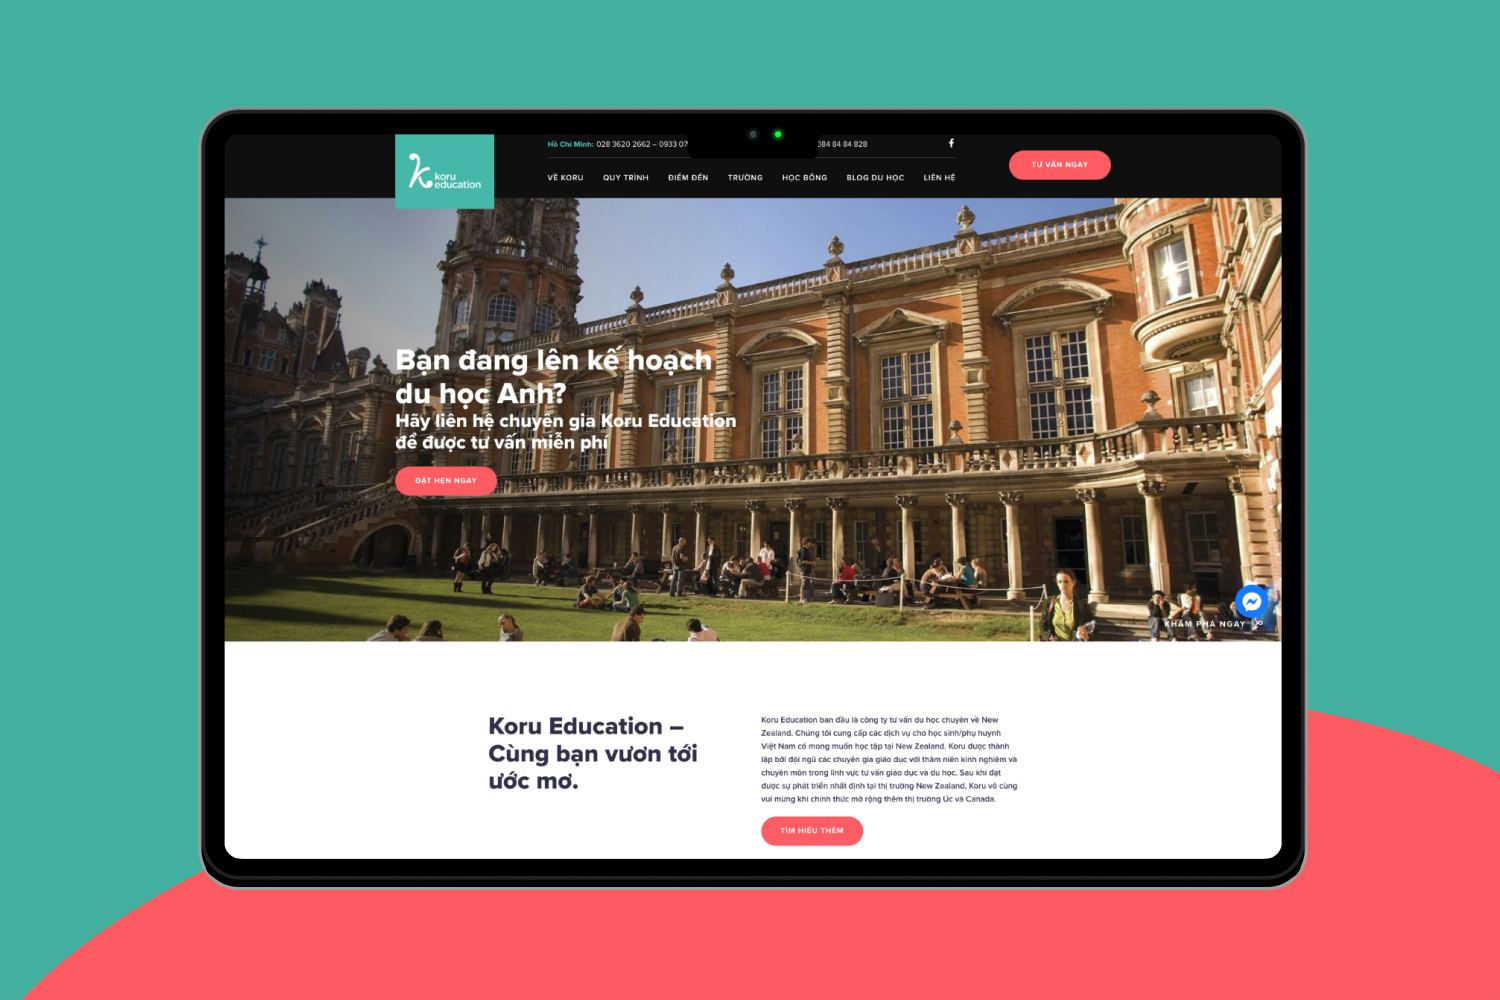 koru
education
Hồ Chí Minh: 028 3620 2662 – 0933 07
084 84 84 828
TƯ VẤN NGAY
VỀ KORU QUY TRÌNH ĐIỂM ĐẾN TRƯỜNG HỌC BỔNG BLOG DU HỌC LIÊN HỆ
Bạn đang lên kế hoạch
du học Anh?
Hãy liên hệ chuyên gia Koru Education
để được tư vấn miễn phí
ĐẶT HẸN NGAY
KHÁM PHÁ NGAY
Koru Education –
Cùng bạn vươn tới
ước mơ.
Koru Education ban đầu là công ty tư vấn du học chuyên về New
Zealand. Chúng tôi cung cấp các dịch vụ cho học sinh/phụ huynh
Việt Nam có mong muốn học tập tại New Zealand. Koru được thành
lập bởi đội ngũ các chuyên gia giáo dục với thâm niên kinh nghiệm và
chuyên môn trong lĩnh vực tư vấn giáo dục và du học. Sau khi đạt
được sự phát triển nhất định tại thị trường New Zealand, Koru vô cùng
vui mừng khi chính thức mở rộng thêm thị trường Úc và Canada.
TÌM HIỂU THÊM